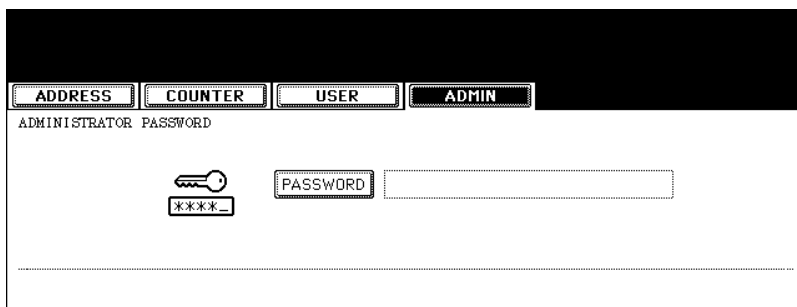 ADDRESS COUNTER USER ADMIN
ADMINISTRATOR PASSWORD
PASSWORD
****_